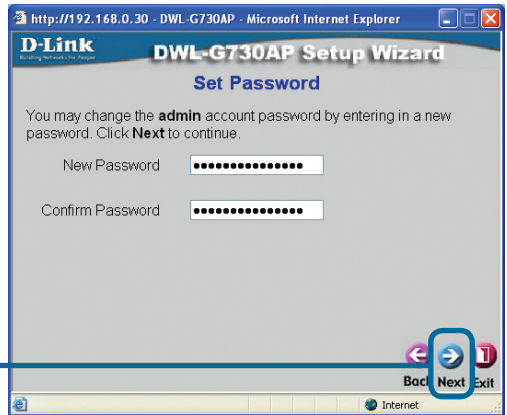 http://192.168.0.30 - DWL-G730AP - Microsoft Internet Explorer
D-Link
Building Networks for People
DWL-G730AP Setup Wizard
Set Password
You may change the admin account password by entering in a new
password. Click Next to continue.
New Password •••••••••••••••
Confirm Password •••••••••••••••
Back Next Exit
Internet